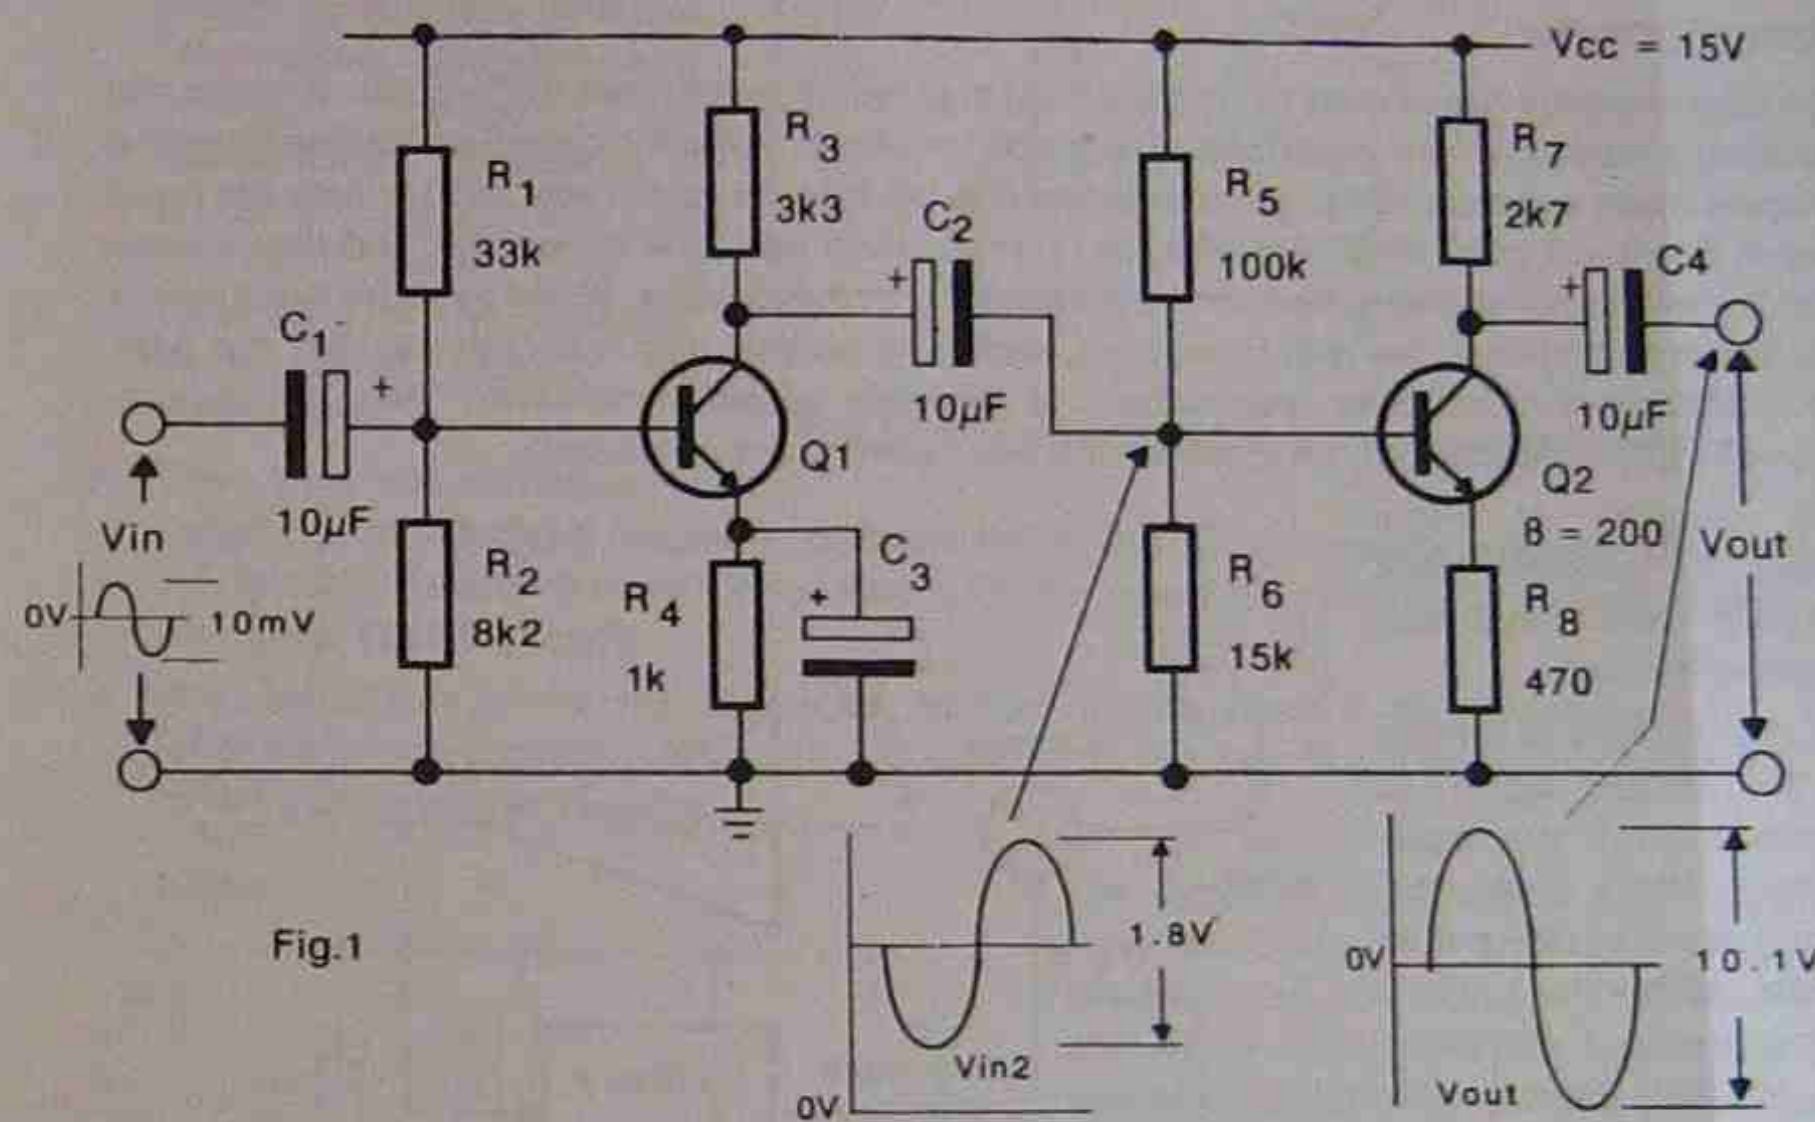 Vcc = 15V
R1
33k
R3
3k3
C2
+
10µF
R5
100k
R7
2k7
C4
+
10µF
C1
+
10µF
Vin
0V
10mV
R2
8k2
Q1
R4
1k
C3
+
R6
15k
Q2
8 = 200
R8
470
Vout
Fig.1
1.8V
Vin2
0V
0V
10.1V
Vout